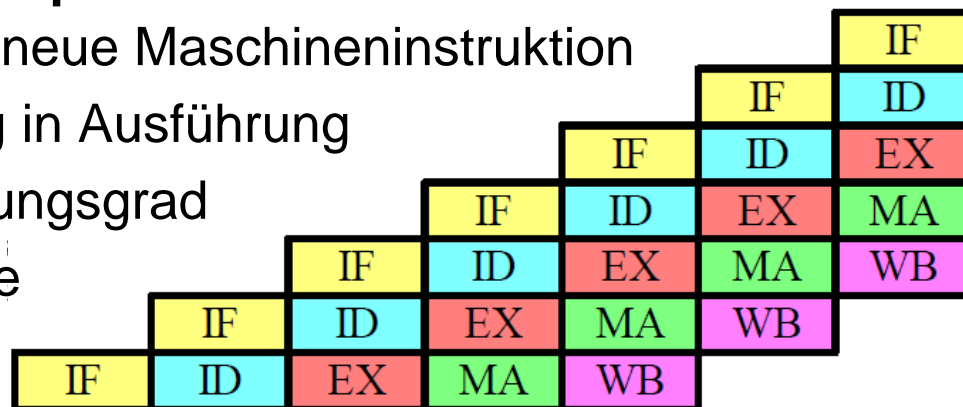 neue Maschineninstruktion
in Ausführung
IF
IF ID
IF ID EX
IF ID EX MA
IF ID EX MA WB
IF ID EX MA WB
IF ID EX MA WB